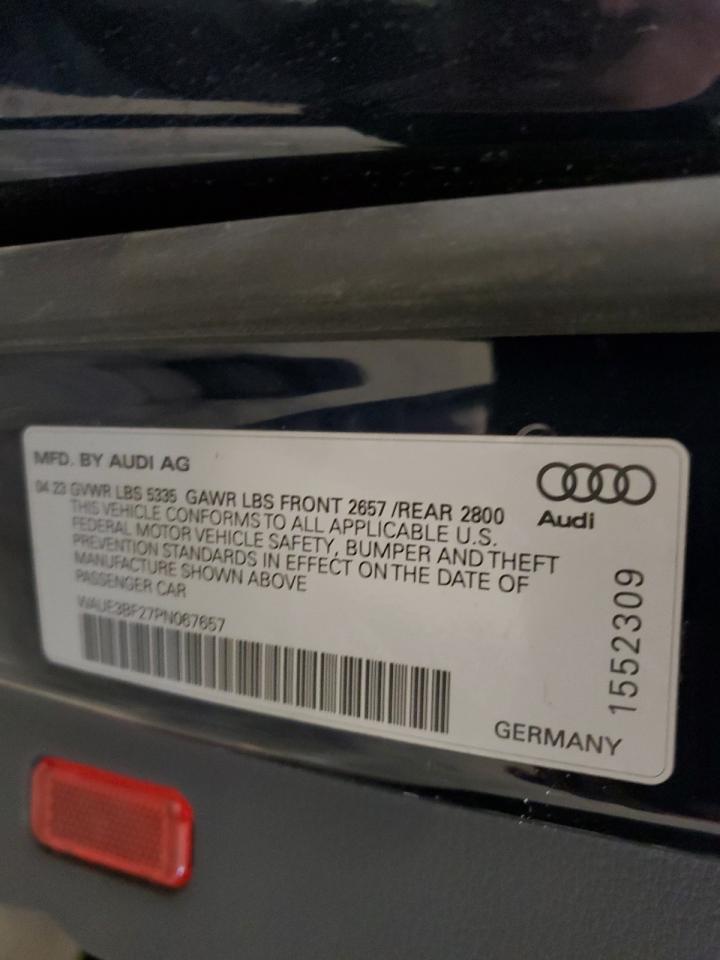 MFD. BY AUDI AG
04 23 GVWR LBS 5335 GAWR LBS FRONT 2657 /REAR 2800
THIS VEHICLE CONFORMS TO ALL APPLICABLE U.S.
FEDERAL MOTOR VEHICLE SAFETY, BUMPER AND THEFT
PREVENTION STANDARDS IN EFFECT ON THE DATE OF
MANUFACTURE SHOWN ABOVE
PASSENGER CAR
WAUE3BF27PN067657
Audi
1552309
GERMANY